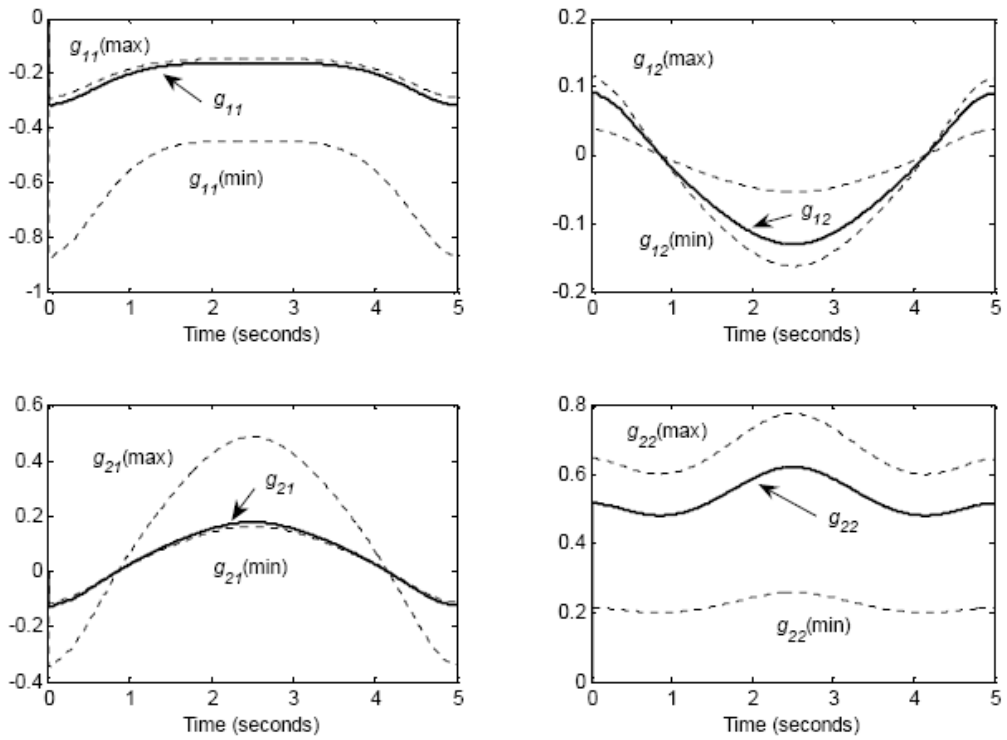 0
-0.2
-0.4
-0.6
-0.8
-1
g11(max)
g11
g11(min)
0 1 2 3 4 5
Time (seconds)
0.2
0.1
0
-0.1
-0.2
g12(max)
g12
g12(min)
0 1 2 3 4 5
Time (seconds)
0.6
0.4
0.2
0
-0.2
-0.4
g21(max)
g21
g21(min)
0 1 2 3 4 5
Time (seconds)
0.8
0.6
0.4
0.2
0
g22(max)
g22
g22(min)
0 1 2 3 4 5
Time (seconds)